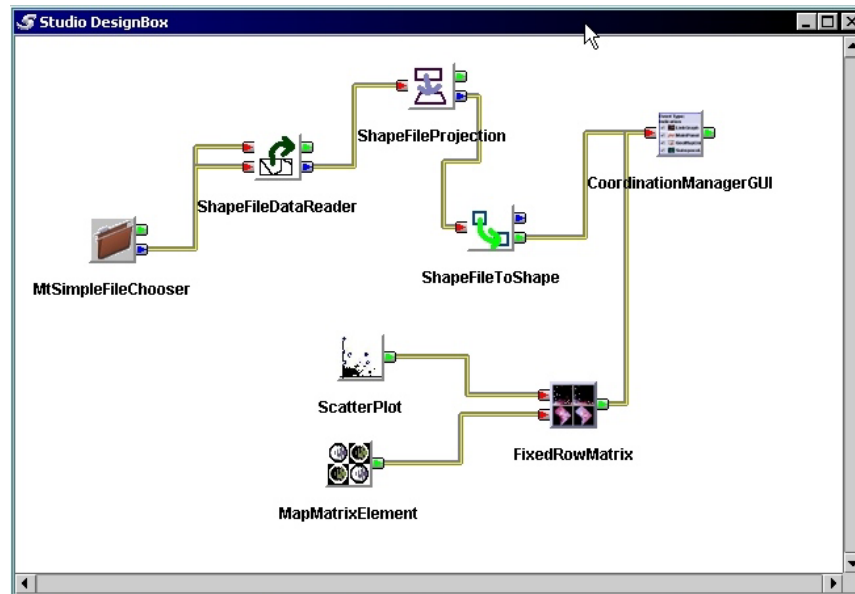 Studio DesignBox
ShapeFileProjection
CoordinationManagerGUI
ShapeFileDataReader
ShapeFileToShape
MtSimpleFileChooser
ScatterPlot
FixedRowMatrix
MapMatrixElement